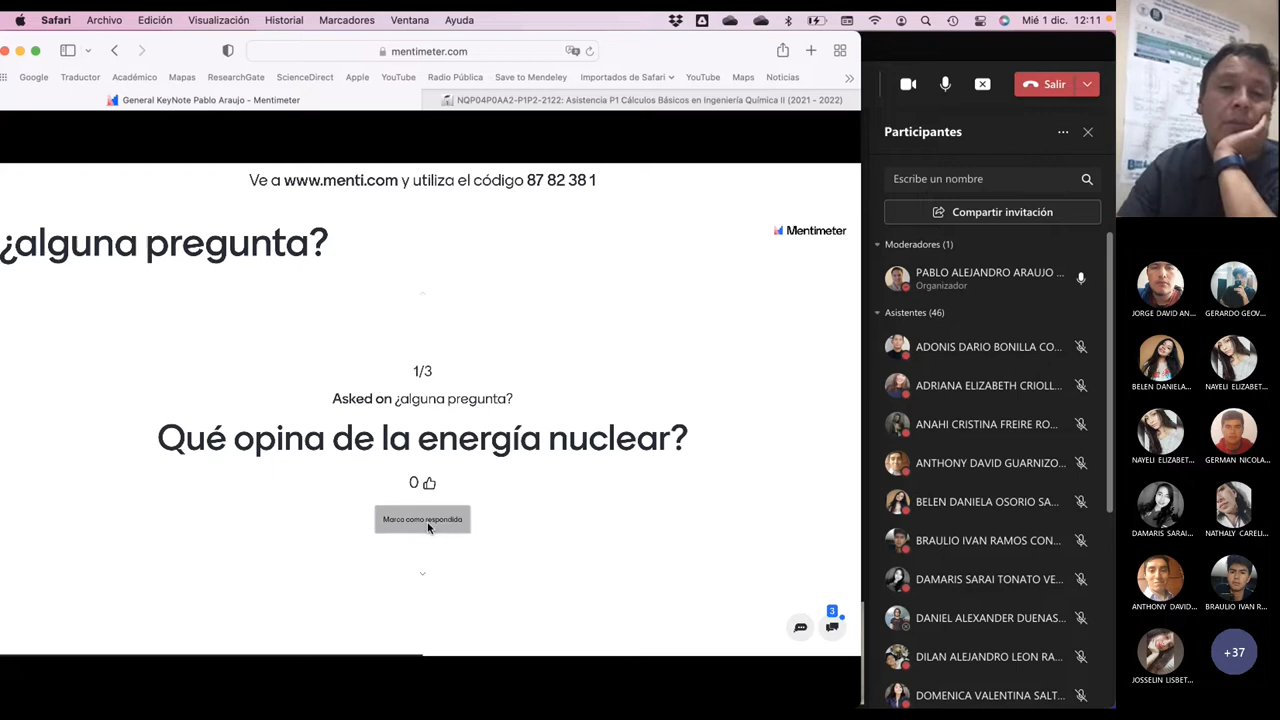 Safari Archivo Edición Visualización Historial Marcadores Ventana Ayuda Mié 1 dic. 12:11
mentimeter.com
Google Traductor Académico Mapas ResearchGate ScienceDirect Apple YouTube Radio Pública Save to Mendeley Importados de Safari YouTube Maps Noticias
General KeyNote Pablo Araujo - Mentimeter
NQP04P0AA2-P1P2-2122: Asistencia P1 Cálculos Básicos en Ingeniería Química II (2021 - 2022)
Ve a www.menti.com y utiliza el código 87 82 38 1
¿alguna pregunta?
Mentimeter
1/3
Asked on ¿alguna pregunta?
Qué opina de la energía nuclear?
0
Marca como respondida
3
Salir
Participantes
Escribe un nombre
Compartir invitación
Moderadores (1)
PABLO ALEJANDRO ARAUJO ...
Organizador
Asistentes (46)
ADONIS DARIO BONILLA CO...
ADRIANA ELIZABETH CRIOLL...
ANAHI CRISTINA FREIRE RO...
ANTHONY DAVID GUARNIZO...
BELEN DANIELA OSORIO SA...
BRAULIO IVAN RAMOS CON...
DAMARIS SARAI TONATO VE...
DANIEL ALEXANDER DUENAS...
DILAN ALEJANDRO LEON RA...
DOMENICA VALENTINA SALT...
JORGE DAVID AN... GERARDO GEOV...
BELEN DANIELA... NAYELI ELIZABET...
NAYELI ELIZABET... GERMAN NICOLA...
DAMARIS SARAI... NATHALY CARELI...
ANTHONY DAVID... BRAULIO IVAN R...
JOSSELIN LISBET... +37